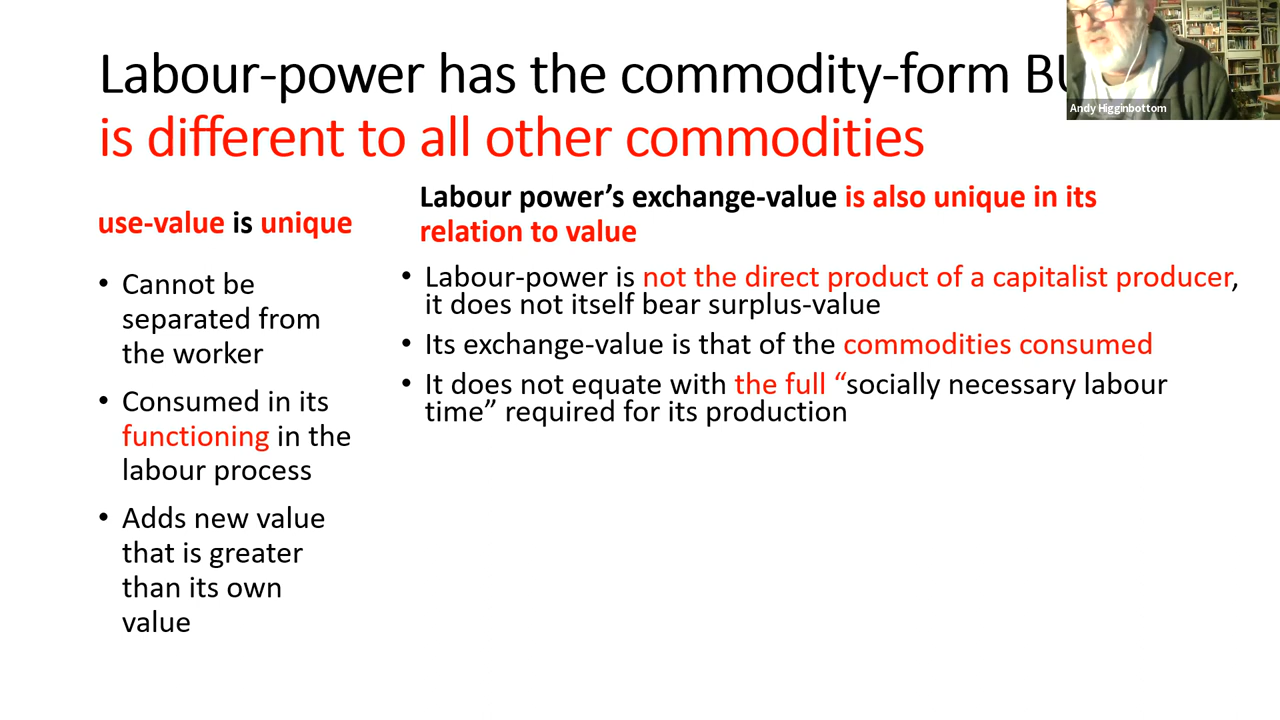 Labour-power has the commodity-form
is different to all other commodities
Andy Higginbottom
use-value is unique
• Cannot be
separated from
the worker
• Consumed in its
functioning in the
labour process
• Adds new value
that is greater
than its own
value
Labour power’s exchange-value is also unique in its
relation to value
• Labour-power is not the direct product of a capitalist producer,
it does not itself bear surplus-value
• Its exchange-value is that of the commodities consumed
• It does not equate with the full “socially necessary labour
time” required for its production